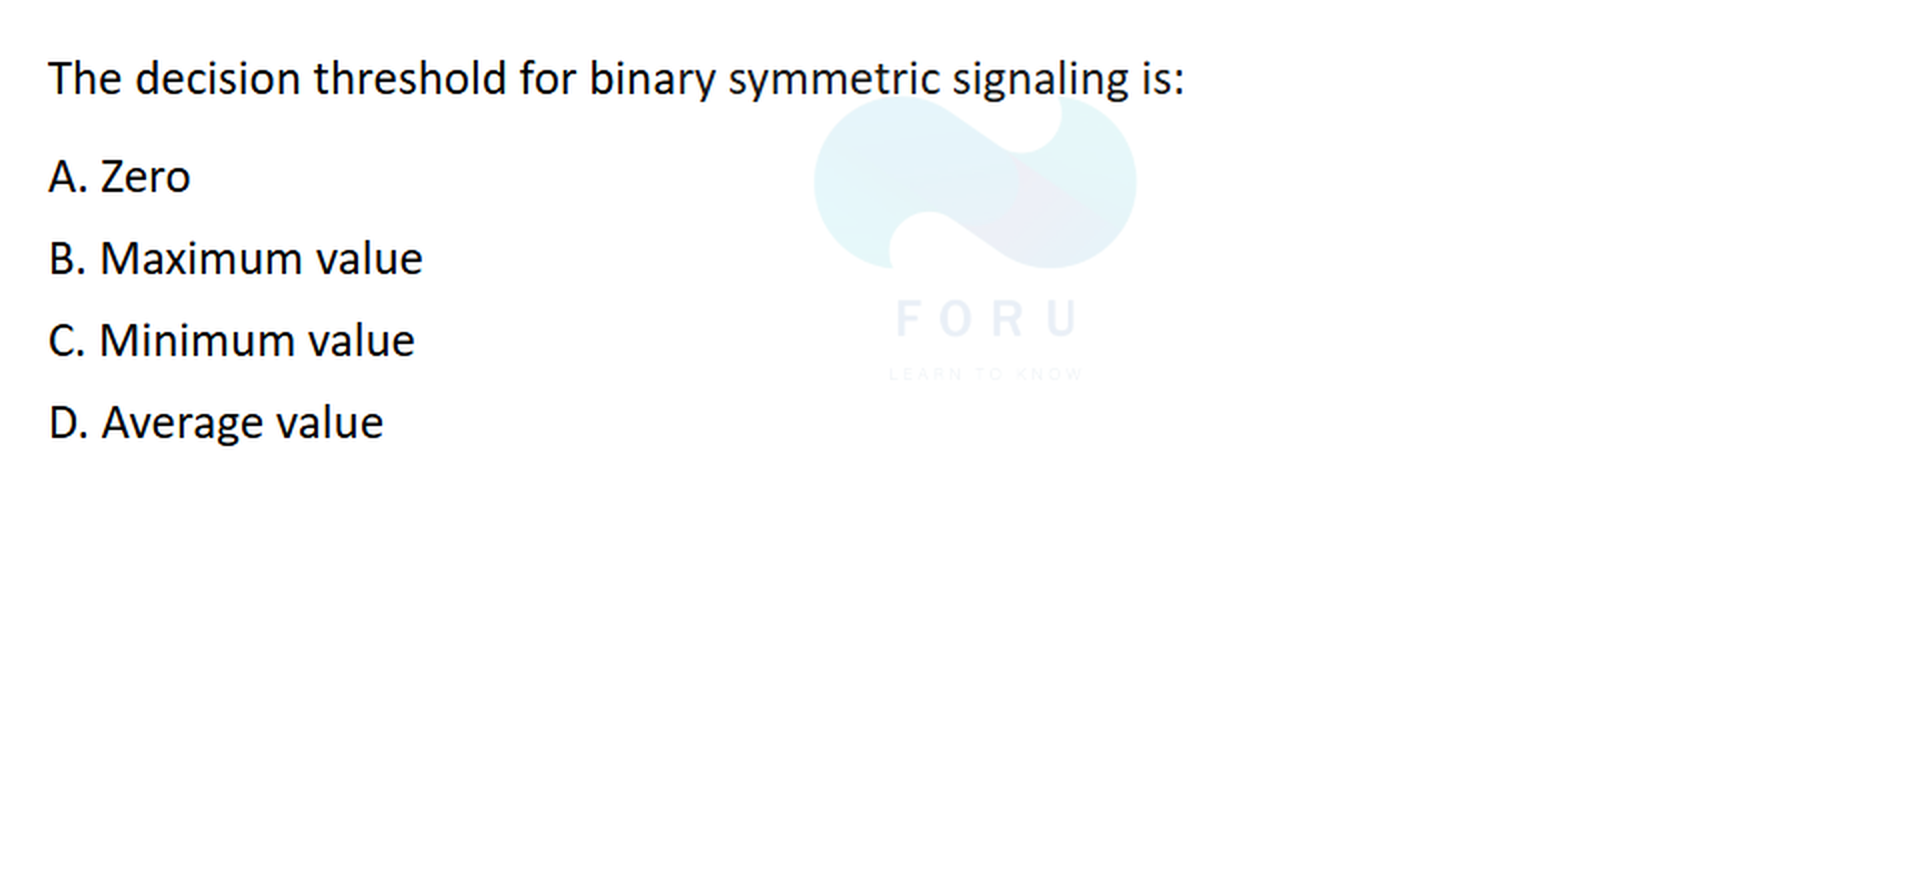 The decision threshold for binary symmetric signaling is:
A. Zero
B. Maximum value
C. Minimum value
D. Average value
FORU
LEARN TO KNOW